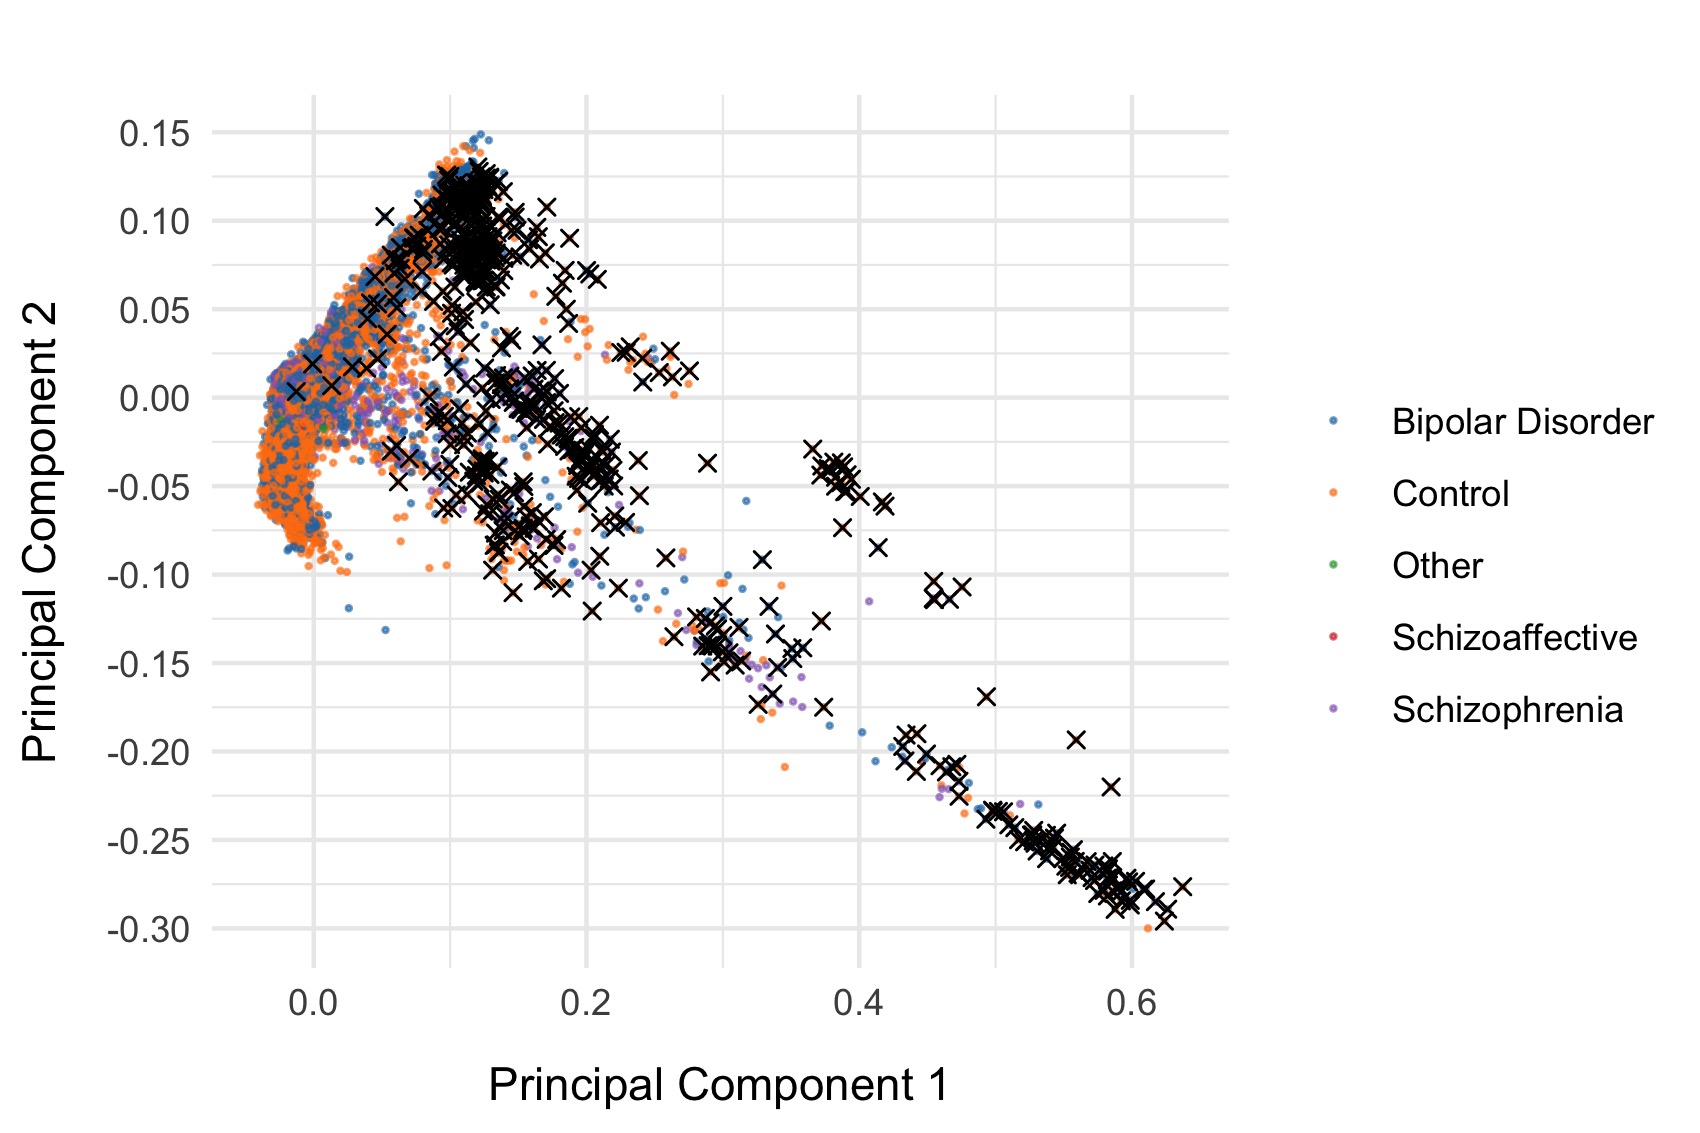 0.15
0.10
0.05
0.00
-0.05
-0.10
-0.15
-0.20
-0.25
-0.30
Principal Component 2
0.0
0.2
0.4
0.6
Principal Component 1
Bipolar Disorder
Control
Other
Schizoaffective
Schizophrenia